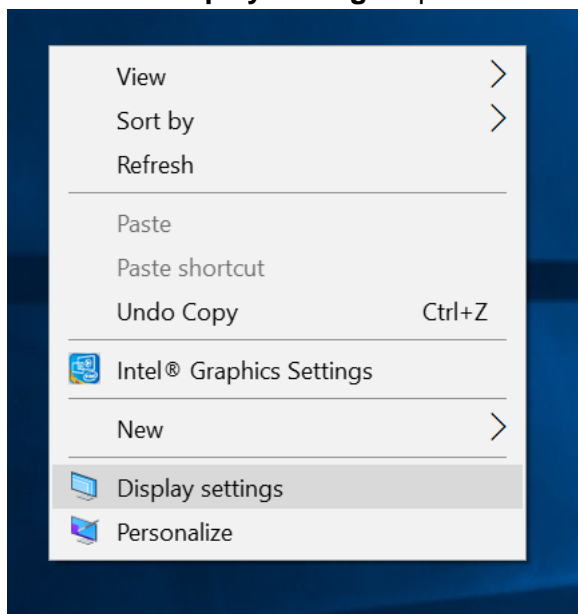 View
Sort by
Refresh
Paste
Paste shortcut
Undo Copy Ctrl+Z
Intel® Graphics Settings
New
Display settings
Personalize